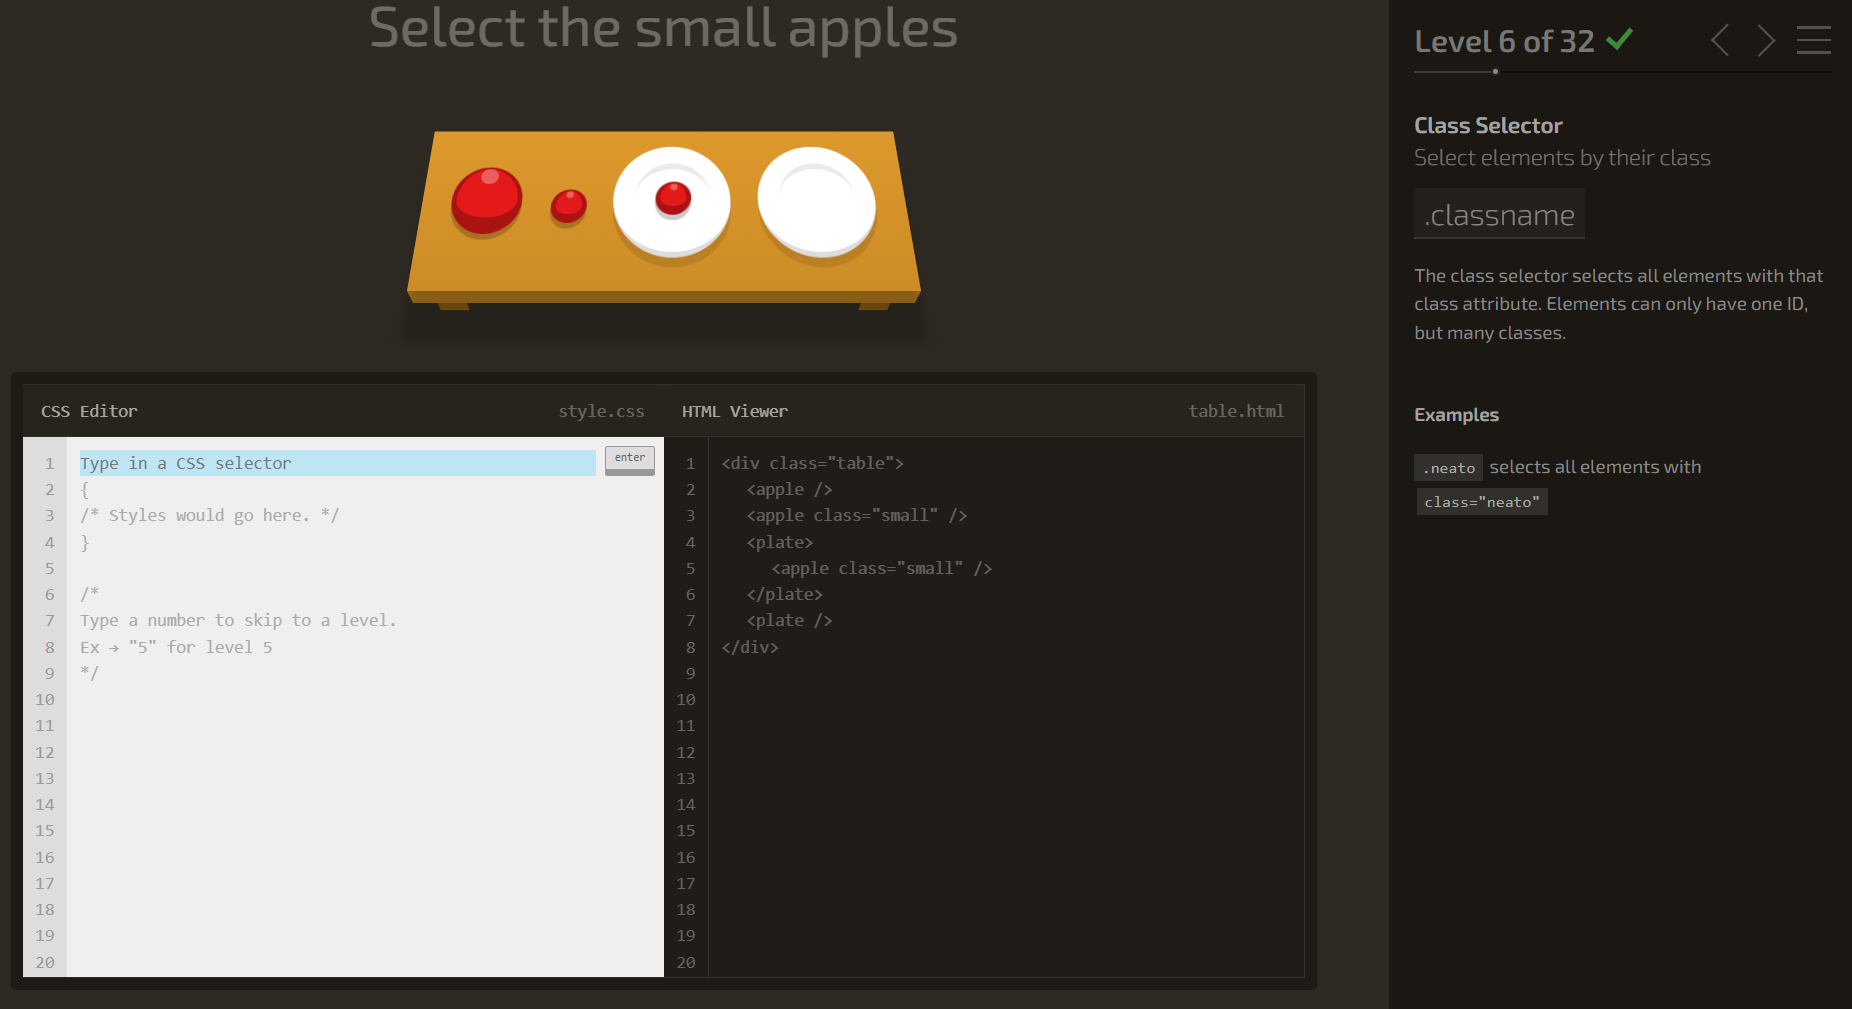 Select the small apples
CSS Editor
style.css
1
2
3
4
5
6
7
8
9
10
11
12
13
14
15
16
17
18
19
20
Type in a CSS selector
enter
{
/* Styles would go here. */
}
/*
Type a number to skip to a level.
Ex → "5" for level 5
*/
HTML Viewer
table.html
1
2
3
4
5
6
7
8
9
10
11
12
13
14
15
16
17
18
19
20
<div class="table">
<apple />
<apple class="small" />
<plate>
<apple class="small" />
</plate>
<plate />
</div>
Level 6 of 32
Class Selector
Select elements by their class
.classname
The class selector selects all elements with that
class attribute. Elements can only have one ID,
but many classes.
Examples
.neato selects all elements with
class="neato"